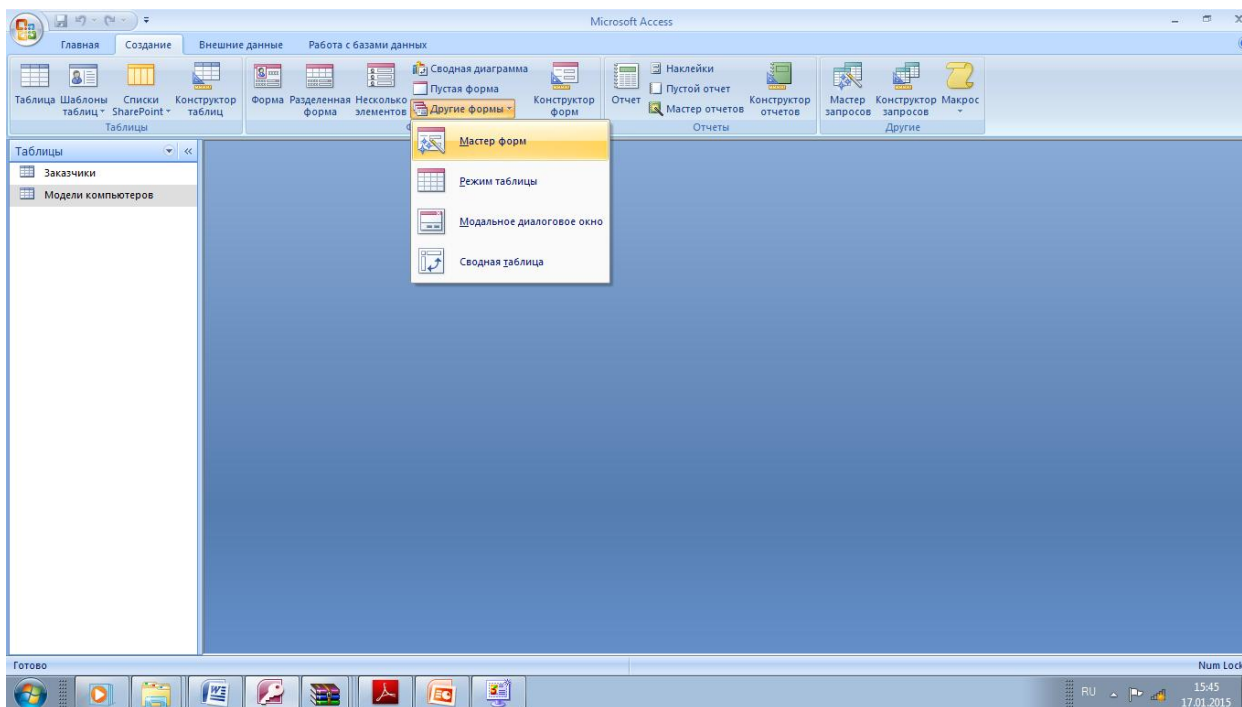 Microsoft Access
Главная Создание Внешние данные Работа с базами данных
Таблица
Шаблоны таблиц
Списки SharePoint
Конструктор таблиц
Таблицы
Форма
Разделенная форма
Несколько элементов
Сводная диаграмма
Пустая форма
Другие формы
Конструктор форм
Отчет
Наклейки
Пустой отчет
Мастер отчетов
Конструктор отчетов
Отчеты
Мастер запросов
Конструктор запросов
Макрос
Другие
Мастер форм
Режим таблицы
Модальное диалоговое окно
Сводная таблица
Таблицы
Заказчики
Модели компьютеров
Готово
Num Lock
RU
15:45
17.01.2015